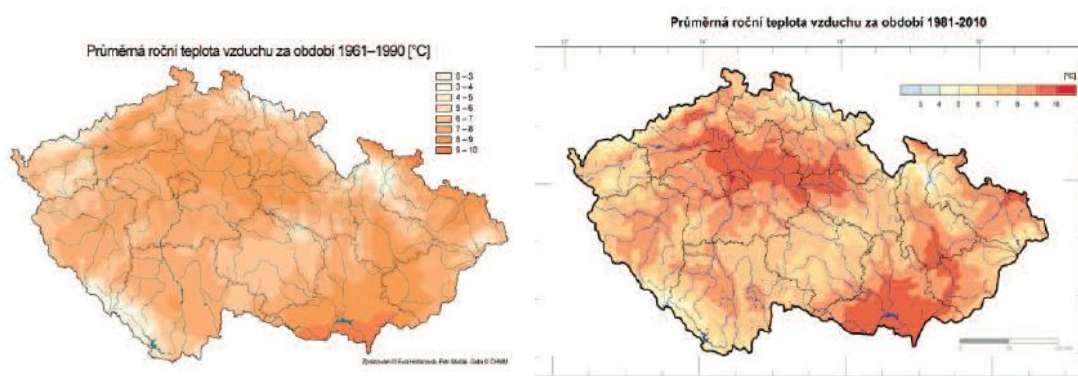 Průměrná roční teplota vzduchu za období 1961–1990 [°C]
0 – 3
3 – 4
4 – 5
5 – 6
6 – 7
7 – 8
8 – 9
9 – 10
Průměrná roční teplota vzduchu za období 1981-2010
[°C]
3 4 5 6 7 8 9 10